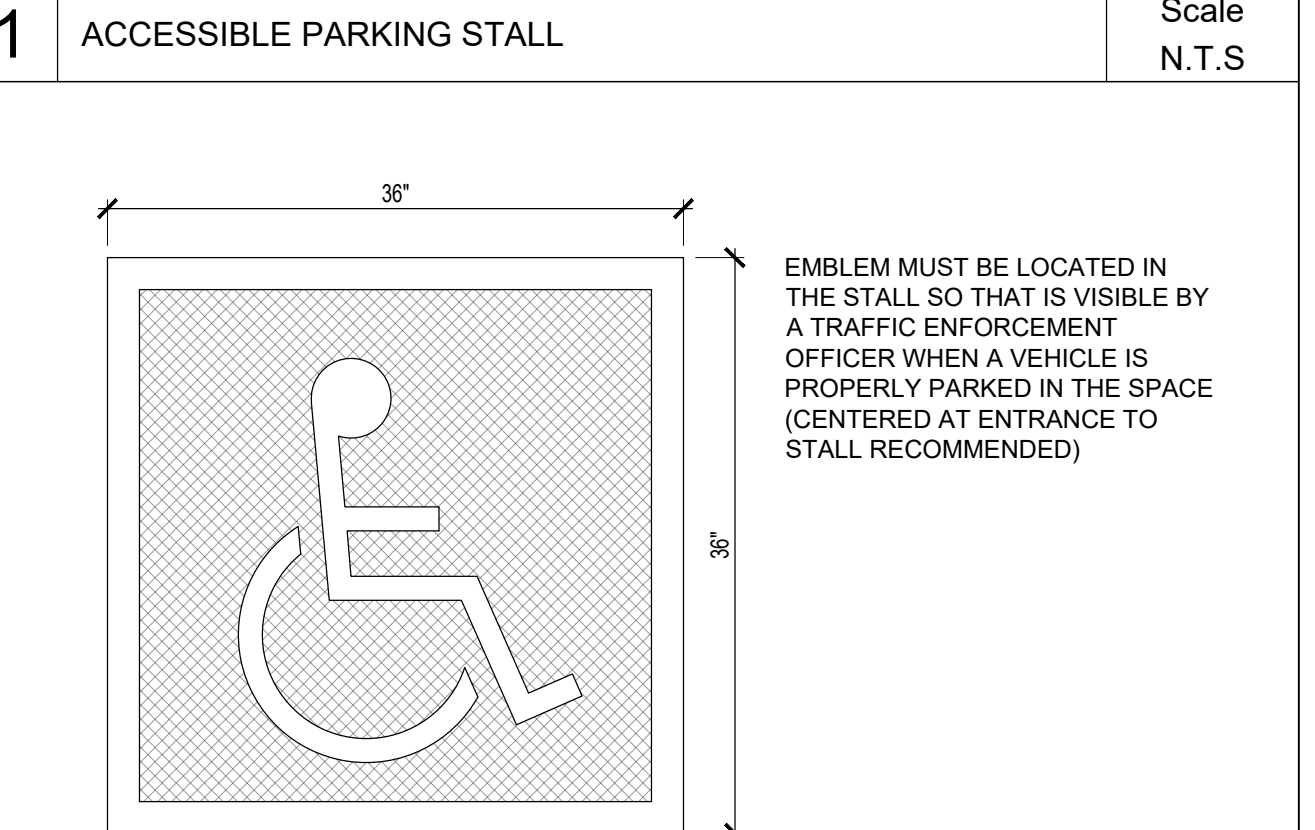 1
ACCESSIBLE PARKING STALL
Scale
N.T.S
36"
EMBLEM MUST BE LOCATED IN
THE STALL SO THAT IS VISIBLE BY
A TRAFFIC ENFORCEMENT
OFFICER WHEN A VEHICLE IS
PROPERLY PARKED IN THE SPACE
(CENTERED AT ENTRANCE TO
STALL RECOMMENDED)
36"